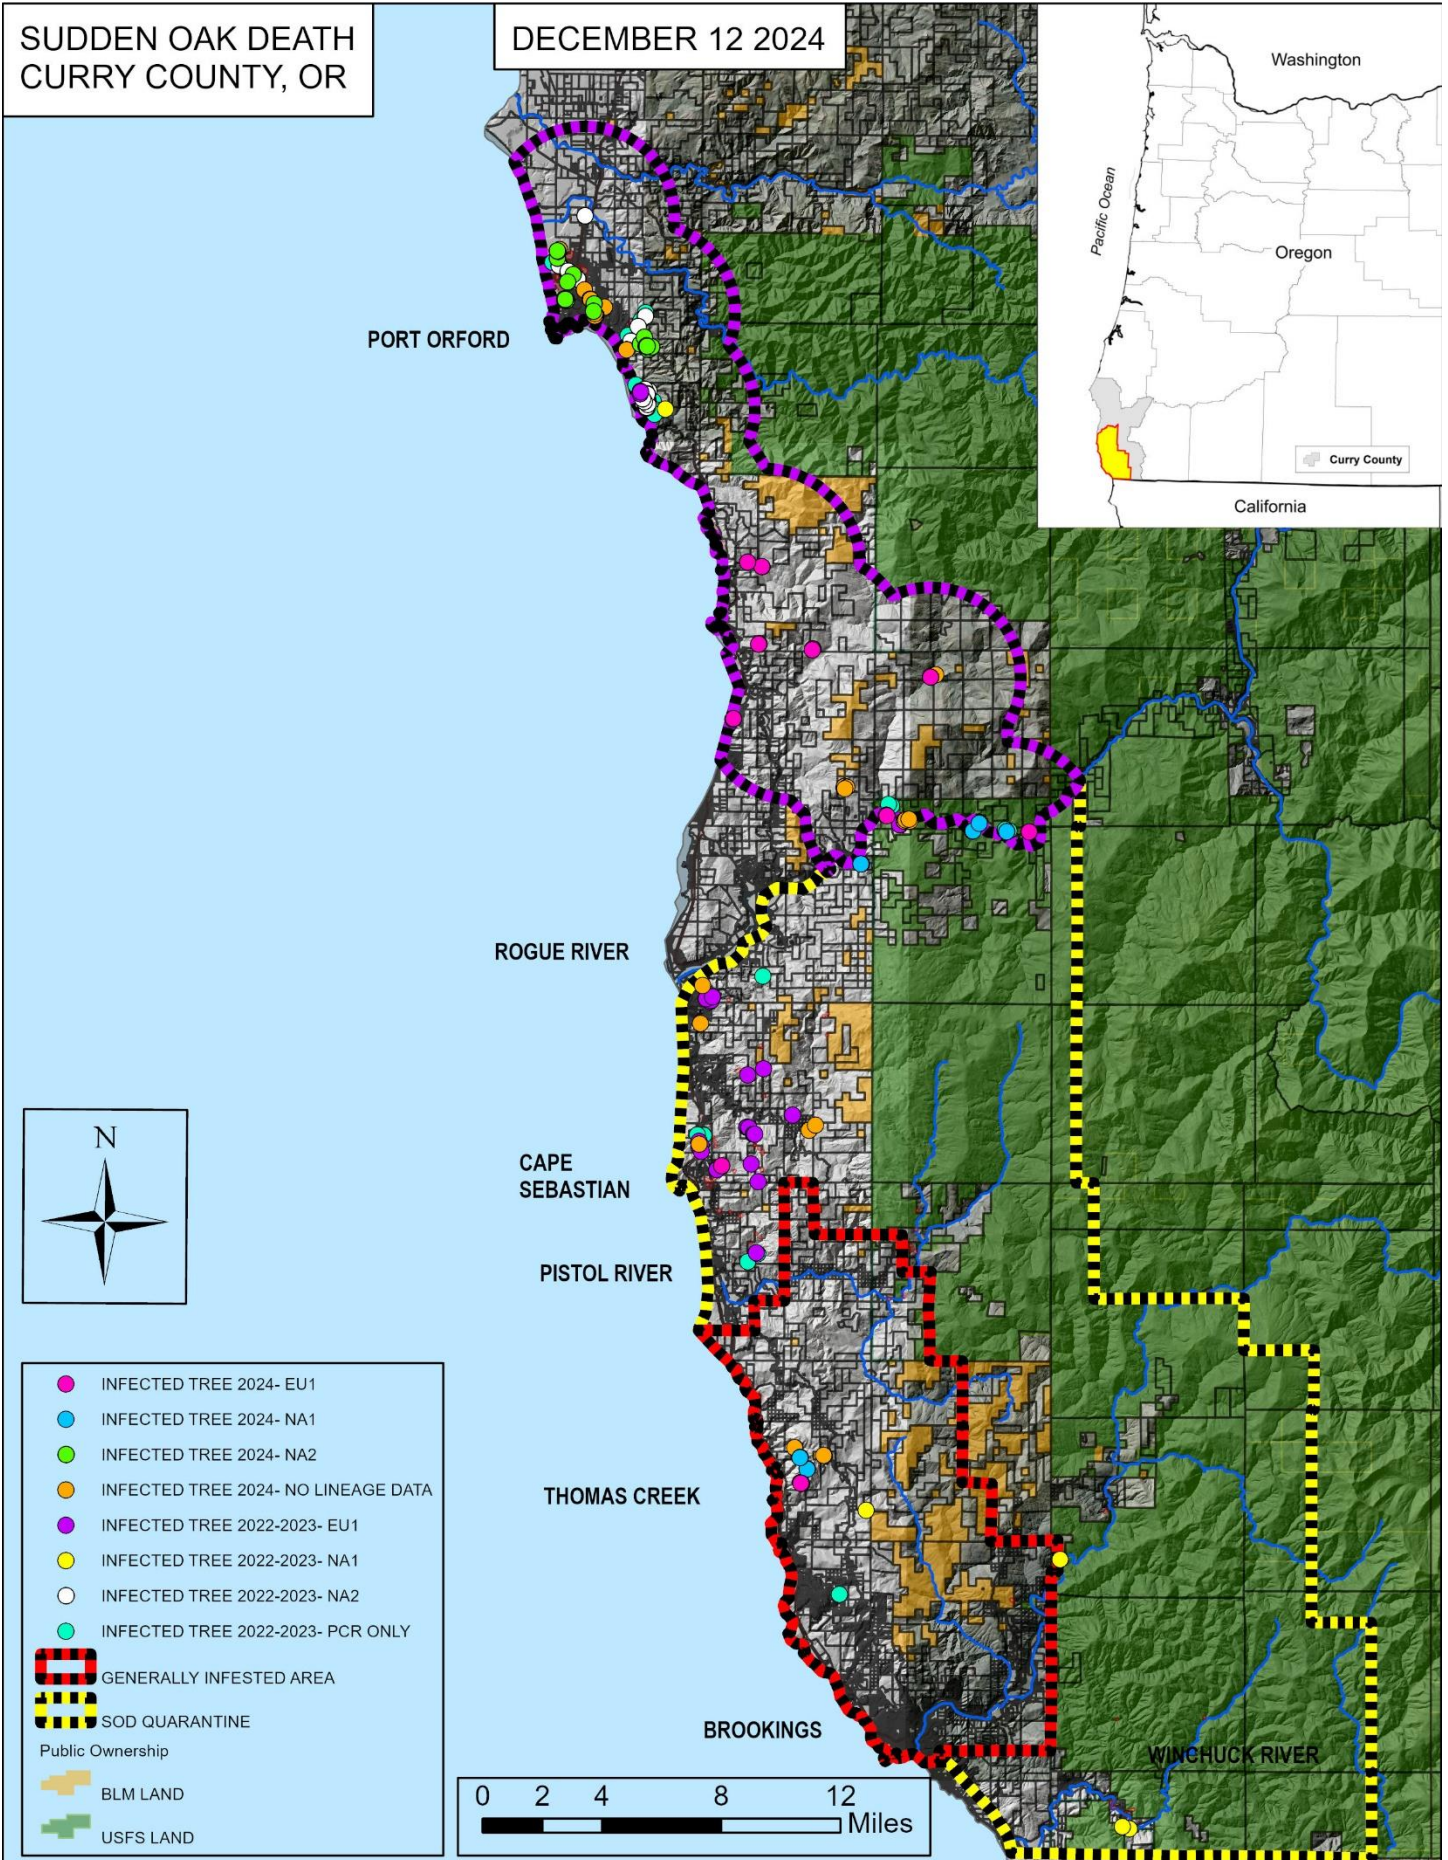 SUDDEN OAK DEATH
CURRY COUNTY, OR
DECEMBER 12 2024
Washington
Pacific Ocean
Oregon
Curry County
California
PORT ORFORD
ROGUE RIVER
CAPE
SEBASTIAN
PISTOL RIVER
THOMAS CREEK
BROOKINGS
WINCHUCK RIVER
N
INFECTED TREE 2024- EU1
INFECTED TREE 2024- NA1
INFECTED TREE 2024- NA2
INFECTED TREE 2024- NO LINEAGE DATA
INFECTED TREE 2022-2023- EU1
INFECTED TREE 2022-2023- NA1
INFECTED TREE 2022-2023- NA2
INFECTED TREE 2022-2023- PCR ONLY
GENERALLY INFESTED AREA
SOD QUARANTINE
Public Ownership
BLM LAND
USFS LAND
0 2 4 8 12
Miles